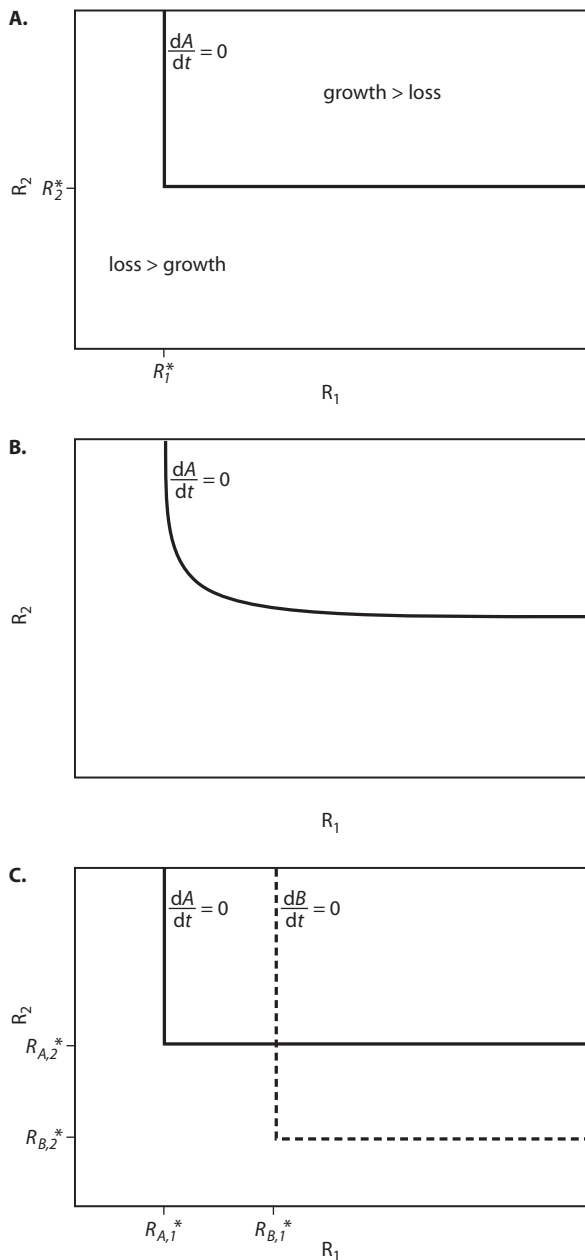 A.
dA/dt = 0
growth > loss
R₂
R₂*
loss > growth
R₁*
R₁
B.
dA/dt = 0
R₂
R₁
C.
dA/dt = 0
dB/dt = 0
R₂
R_A,2*
R_B,2*
R_A,1*
R_B,1*
R₁